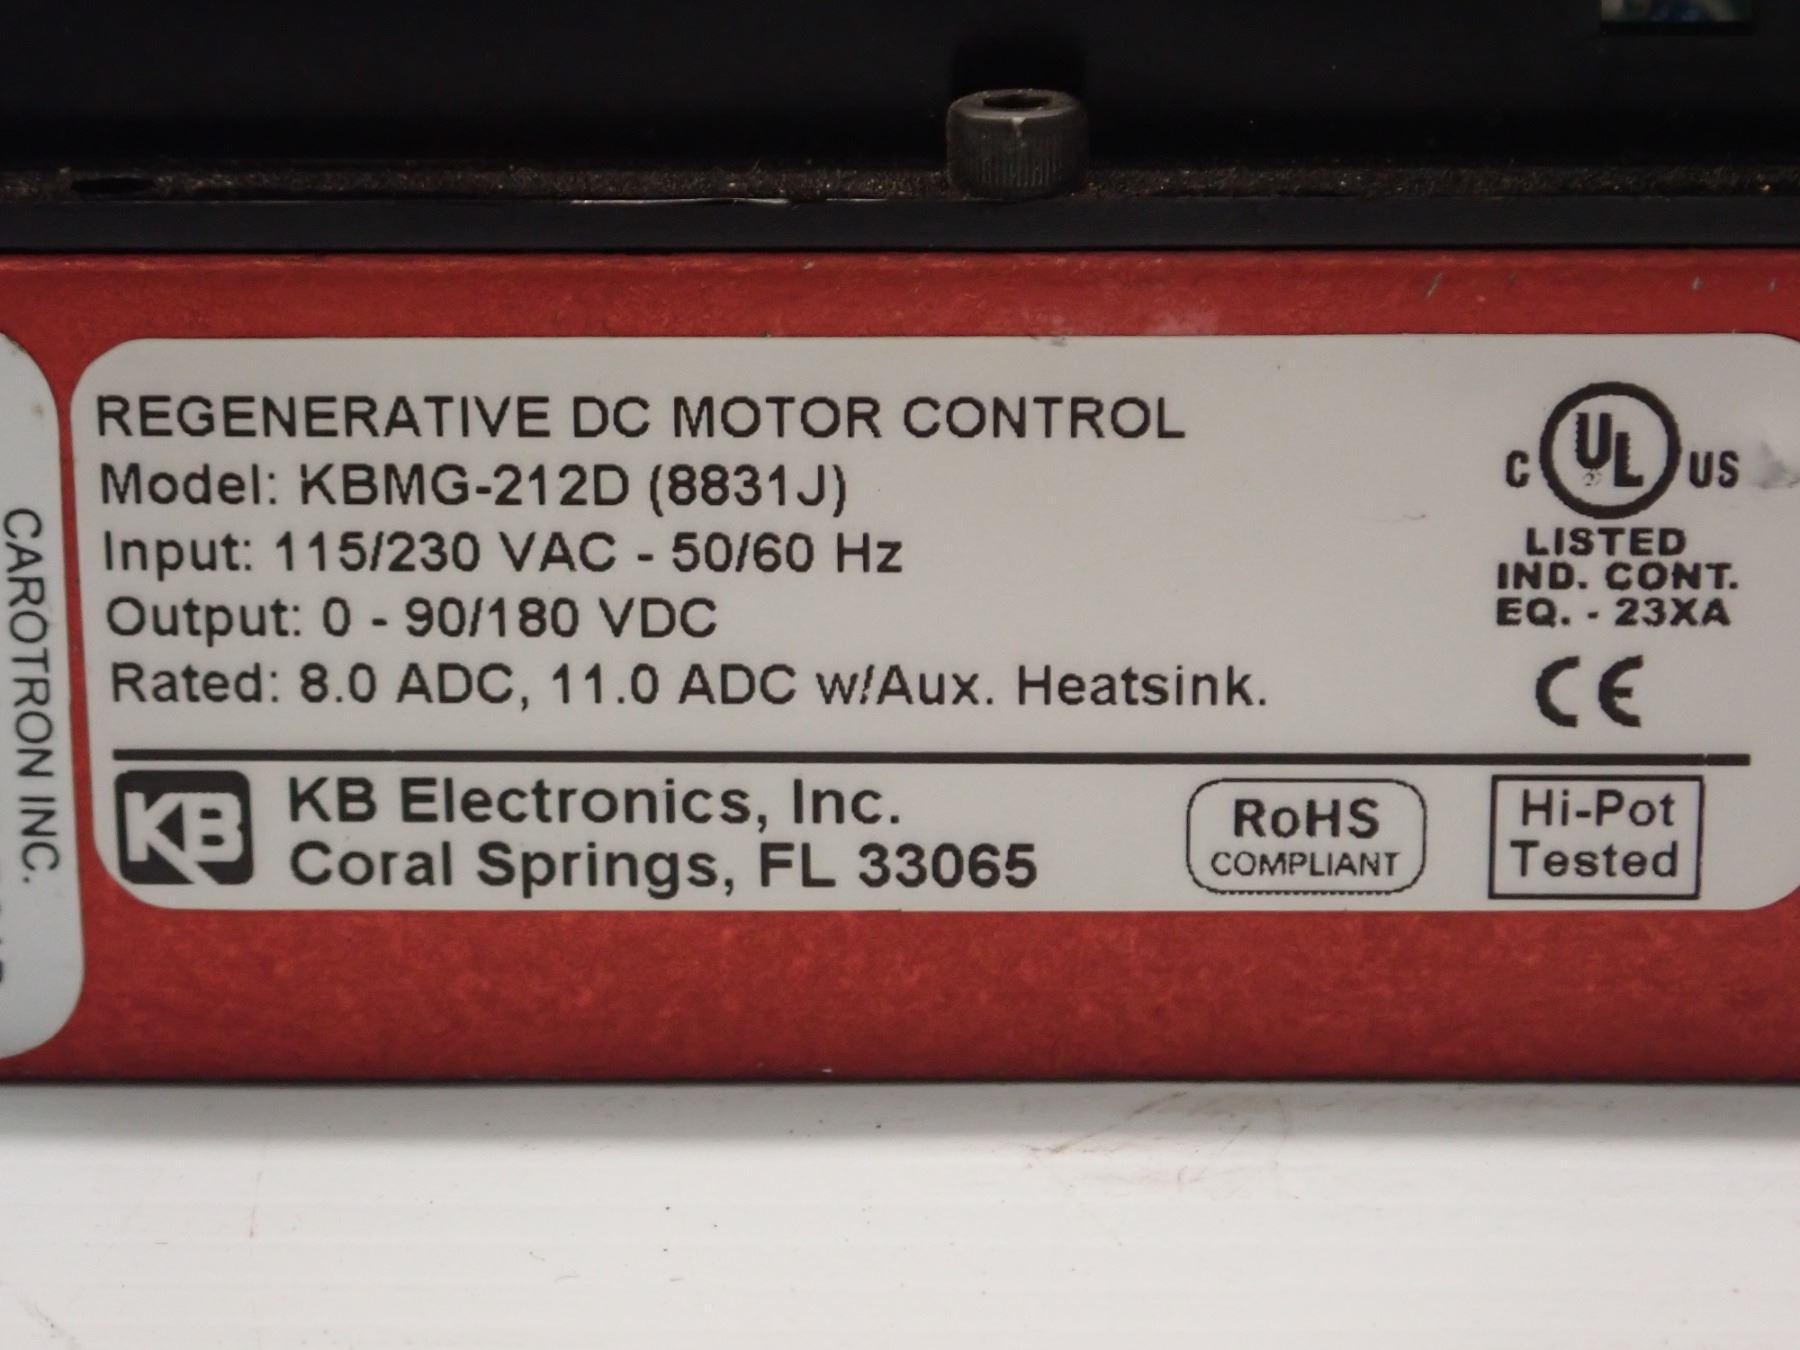 REGENERATIVE DC MOTOR CONTROL
Model: KBMG-212D (8831J)
Input: 115/230 VAC - 50/60 Hz
Output: 0 - 90/180 VDC
Rated: 8.0 ADC, 11.0 ADC w/Aux. Heatsink.
C UL US
LISTED
IND. CONT.
EQ. - 23XA
CE
KB
KB Electronics, Inc.
Coral Springs, FL 33065
RoHS
COMPLIANT
Hi-Pot
Tested
CAROTRON INC.